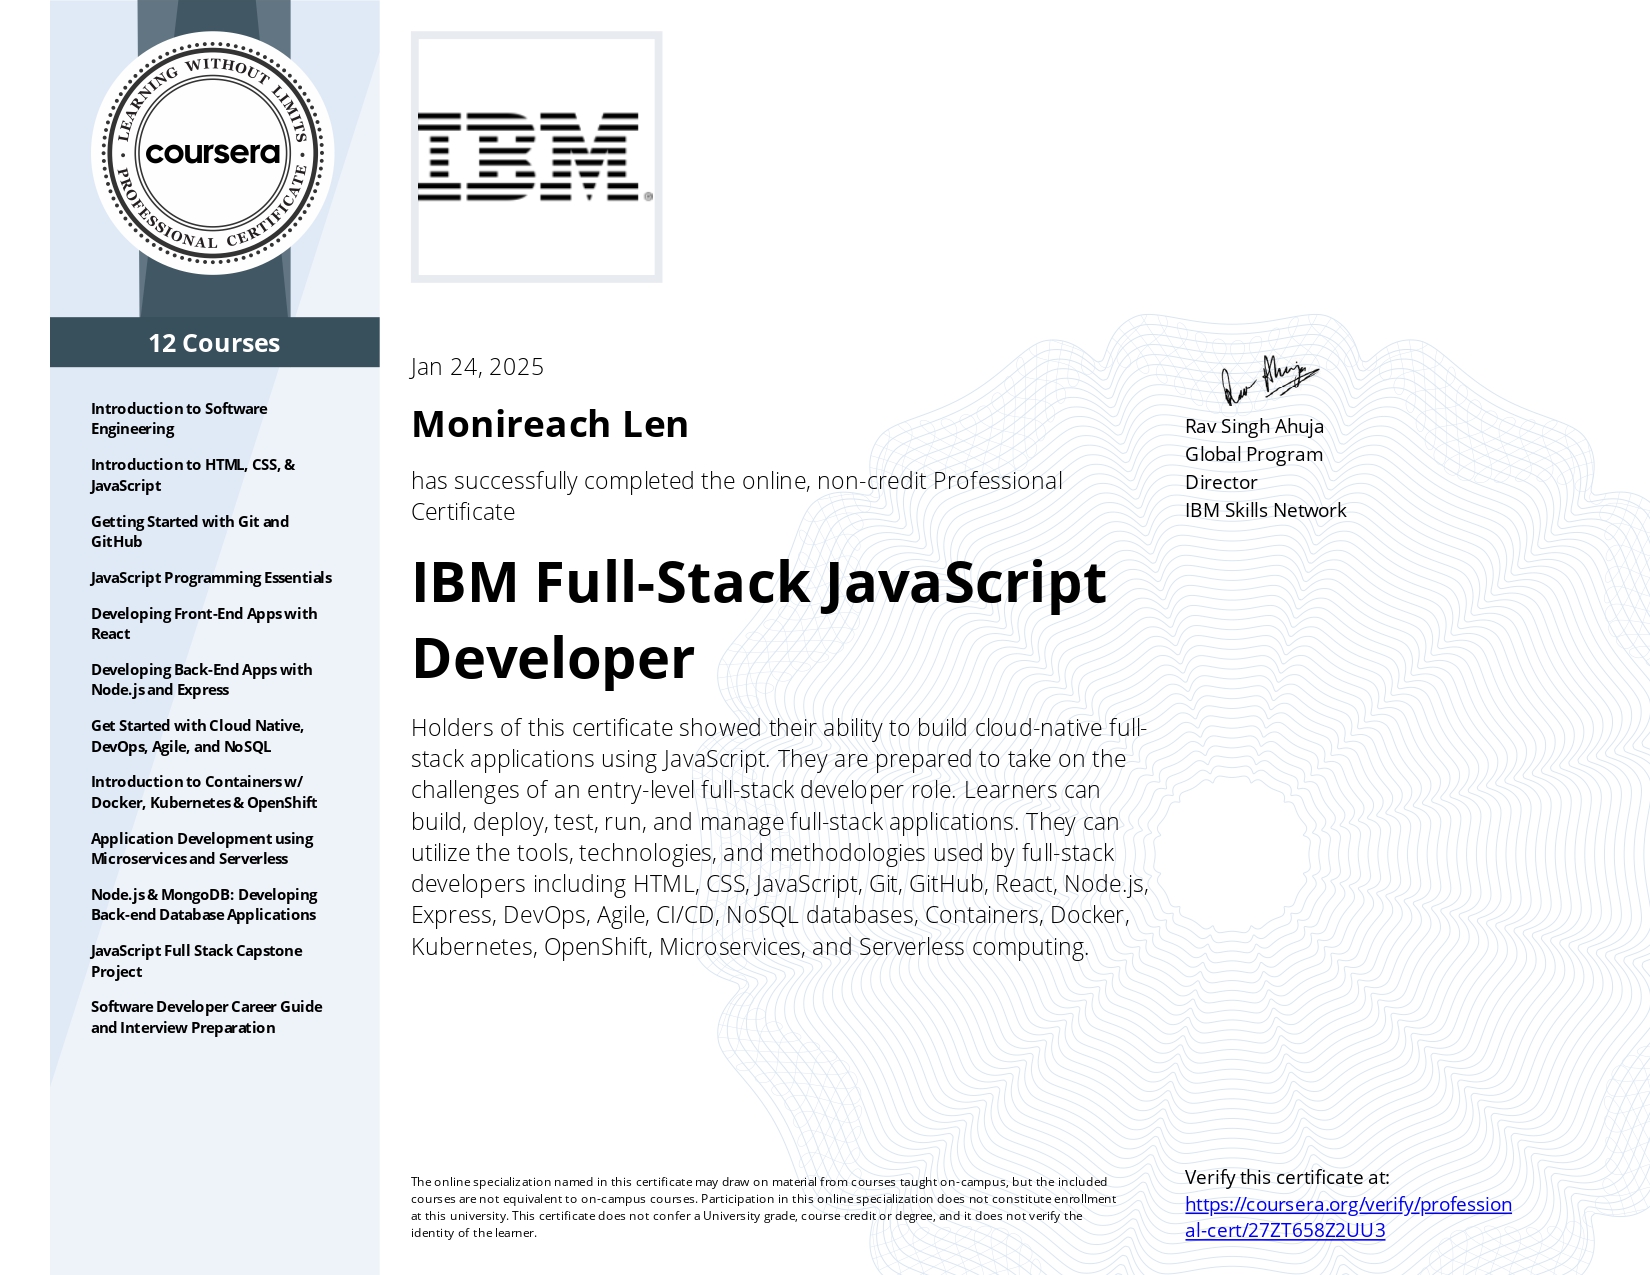 LEARNING WITHOUT LIMITS
coursera
PROFESSIONAL CERTIFICATE
12 Courses
Introduction to Software
Engineering
Introduction to HTML, CSS, &
JavaScript
Getting Started with Git and
GitHub
JavaScript Programming Essentials
Developing Front-End Apps with
React
Developing Back-End Apps with
Node.js and Express
Get Started with Cloud Native,
DevOps, Agile, and NoSQL
Introduction to Containers w/
Docker, Kubernetes & OpenShift
Application Development using
Microservices and Serverless
Node.js & MongoDB: Developing
Back-end Database Applications
JavaScript Full Stack Capstone
Project
Software Developer Career Guide
and Interview Preparation
IBM®
Jan 24, 2025
Monireach Len
has successfully completed the online, non-credit Professional
Certificate
IBM Full-Stack JavaScript
Developer
Holders of this certificate showed their ability to build cloud-native full-
stack applications using JavaScript. They are prepared to take on the
challenges of an entry-level full-stack developer role. Learners can
build, deploy, test, run, and manage full-stack applications. They can
utilize the tools, technologies, and methodologies used by full-stack
developers including HTML, CSS, JavaScript, Git, GitHub, React, Node.js,
Express, DevOps, Agile, CI/CD, NoSQL databases, Containers, Docker,
Kubernetes, OpenShift, Microservices, and Serverless computing.
Rav Ahuja
Rav Singh Ahuja
Global Program
Director
IBM Skills Network
The online specialization named in this certificate may draw on material from courses taught on-campus, but the included
courses are not equivalent to on-campus courses. Participation in this online specialization does not constitute enrollment
at this university. This certificate does not confer a University grade, course credit or degree, and it does not verify the
identity of the learner.
Verify this certificate at:
https://coursera.org/verify/profession
al-cert/27ZT658Z2UU3